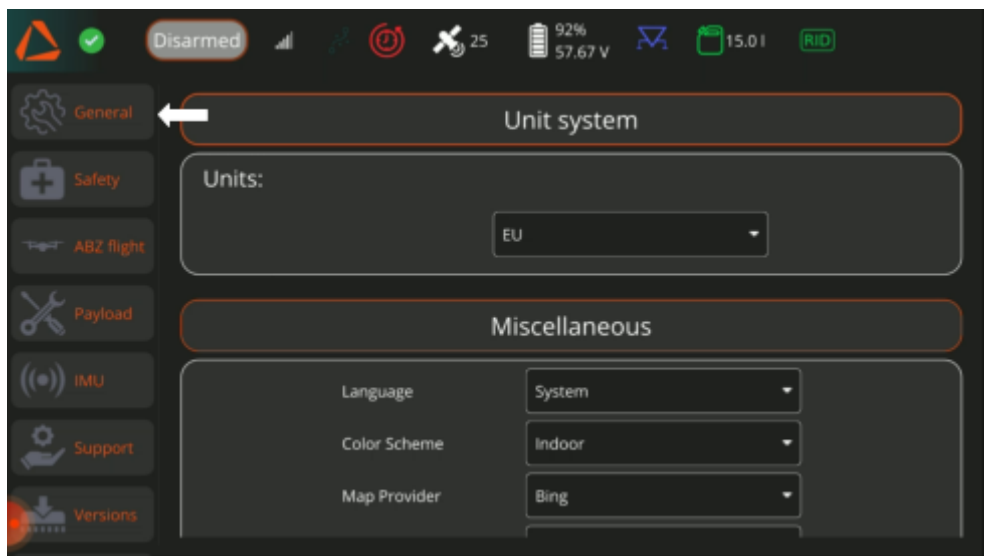 Disarmed
25
92%
57.67 V
15.0 l
RID
General
Unit system
Safety
Units:
ABZ flight
EU
Payload
Miscellaneous
IMU
Language
System
Support
Color Scheme
Indoor
Map Provider
Bing
Versions